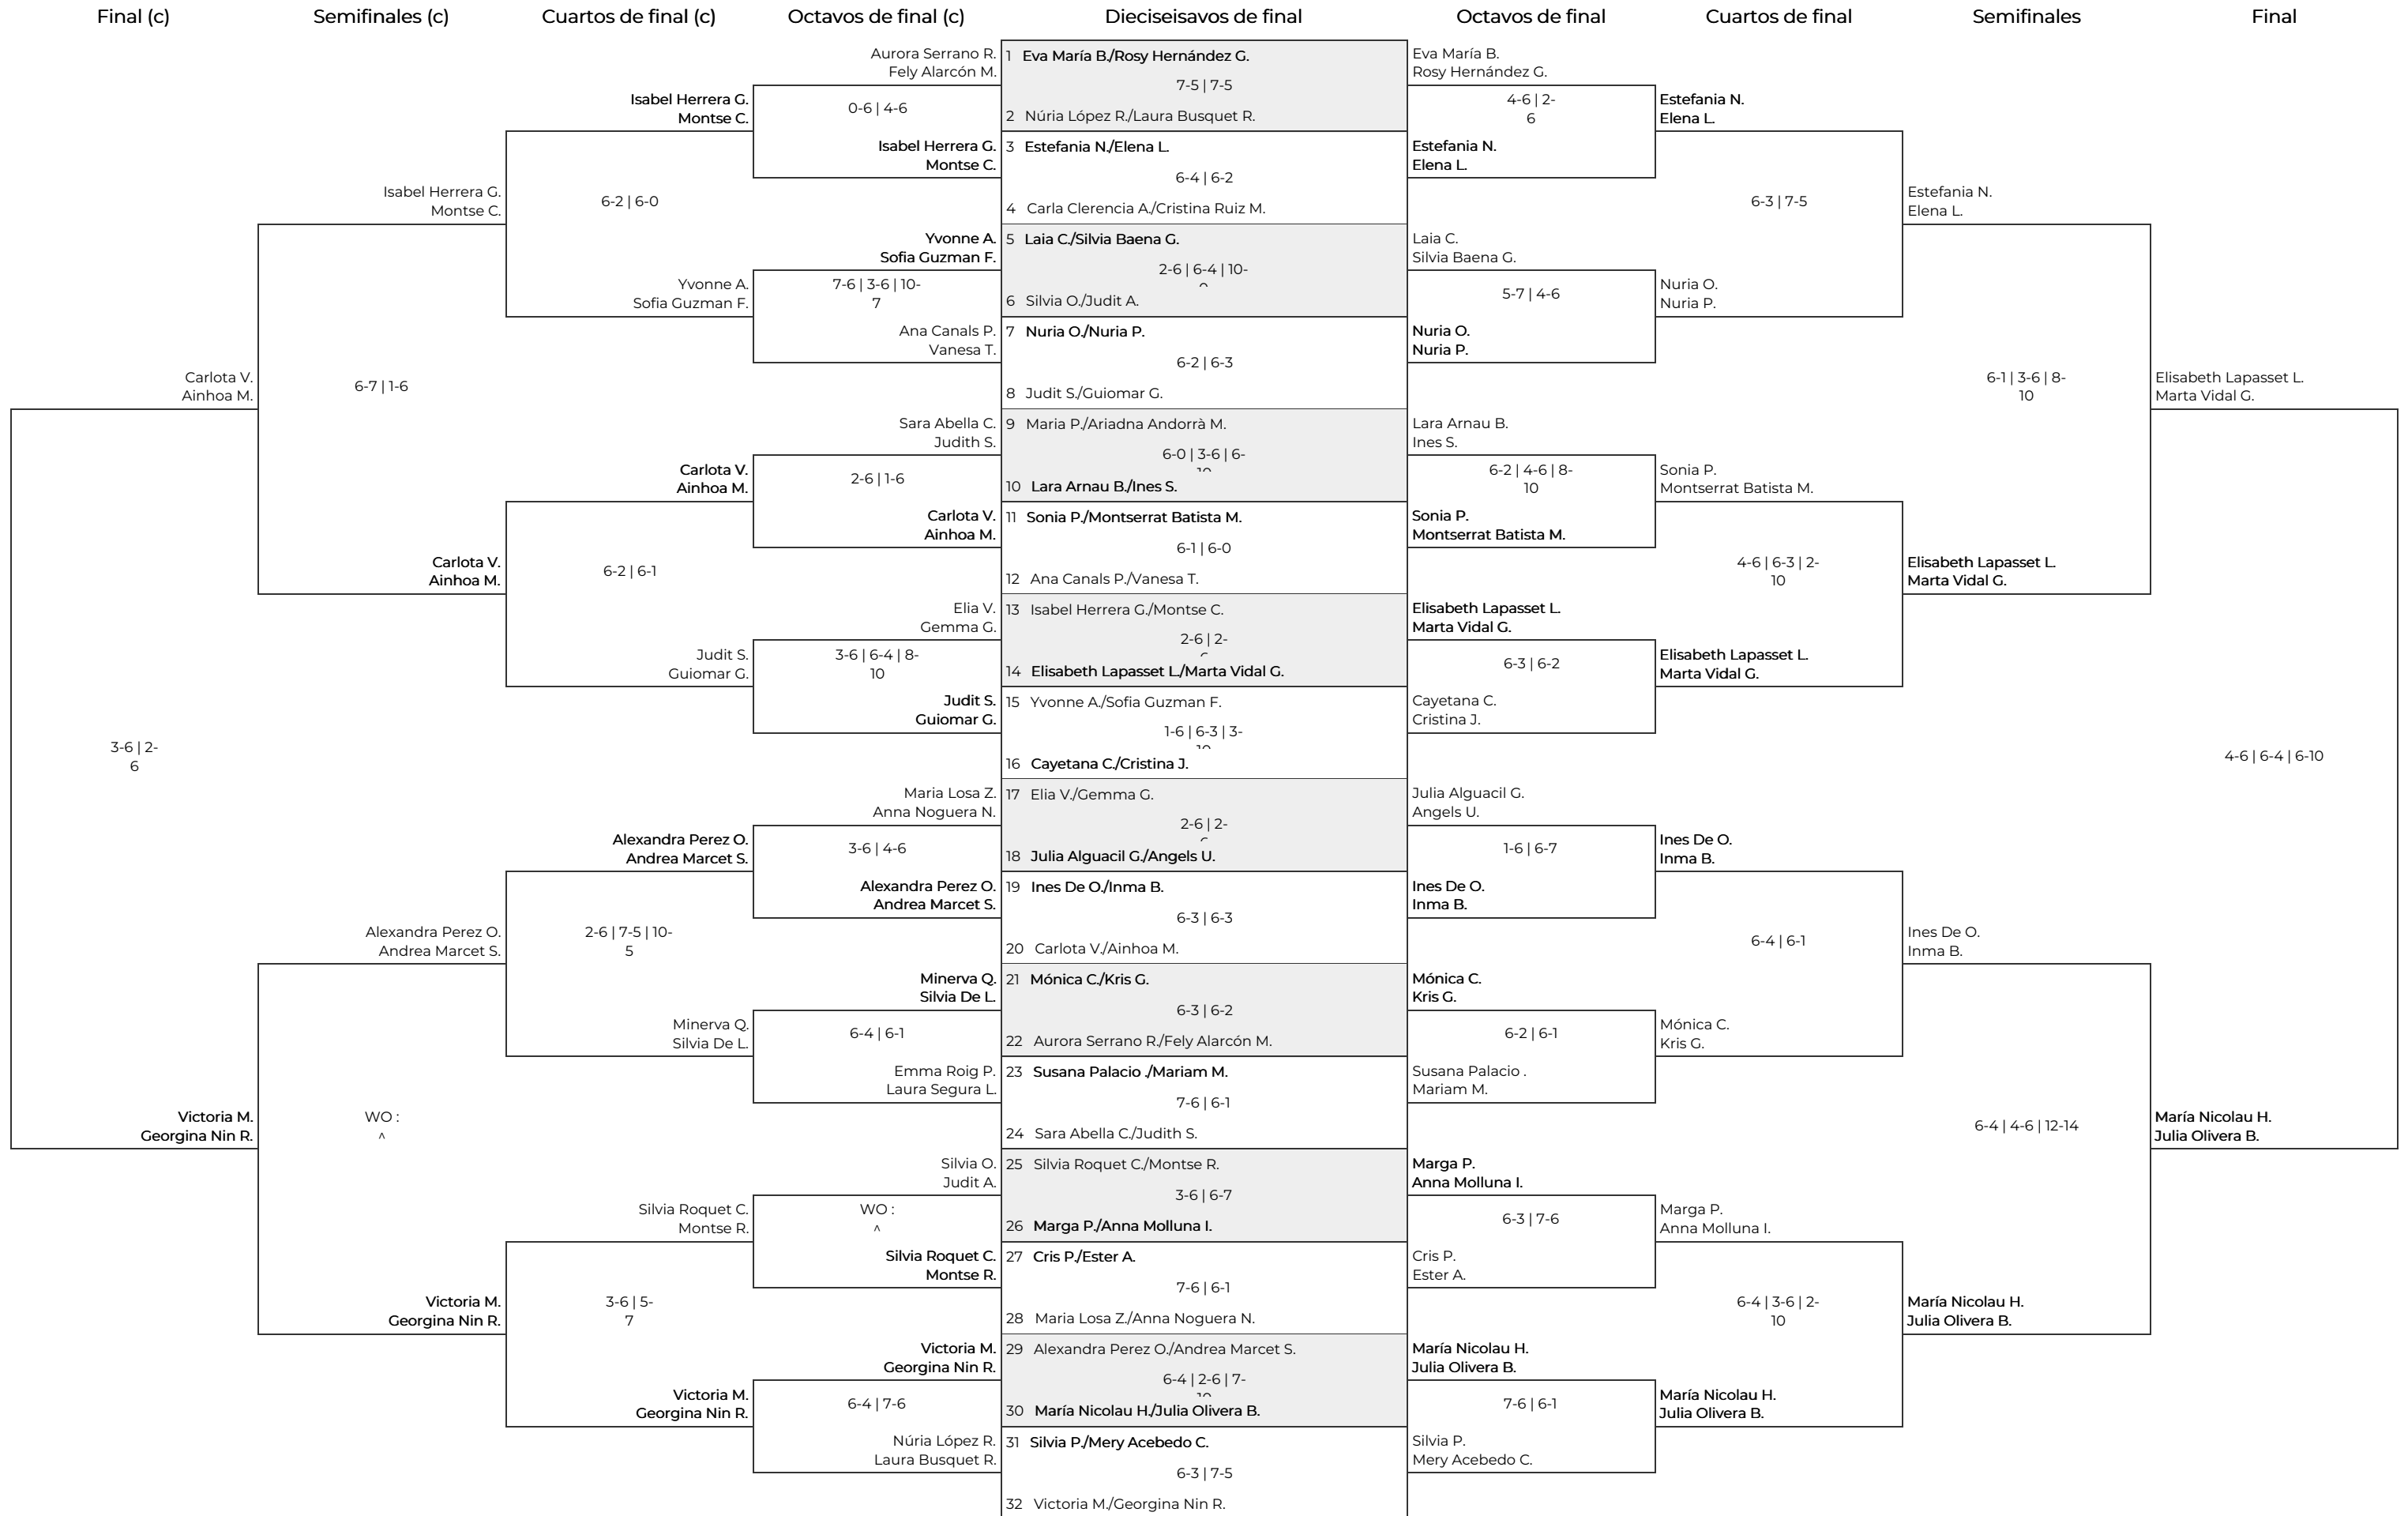 Final (c)
Semifinales (c)
Cuartos de final (c)
Octavos de final (c)
Dieciseisavos de final
Octavos de final
Cuartos de final
Semifinales
Final
Carlota V.
Ainhoa M.
3-6 | 2-
6
Victoria M.
Georgina Nin R.
Isabel Herrera G.
Montse C.
6-7 | 1-6
Carlota V.
Ainhoa M.
Alexandra Perez O.
Andrea Marcet S.
WO :
^
Victoria M.
Georgina Nin R.
Isabel Herrera G.
Montse C.
6-2 | 6-0
Yvonne A.
Sofia Guzman F.
Carlota V.
Ainhoa M.
6-2 | 6-1
Judit S.
Guiomar G.
Alexandra Perez O.
Andrea Marcet S.
2-6 | 7-5 | 10-
5
Minerva Q.
Silvia De L.
Silvia Roquet C.
Montse R.
3-6 | 5-
7
Victoria M.
Georgina Nin R.
Aurora Serrano R.
Fely Alarcón M.
0-6 | 4-6
Isabel Herrera G.
Montse C.
Yvonne A.
Sofia Guzman F.
7-6 | 3-6 | 10-
7
Ana Canals P.
Vanesa T.
Sara Abella C.
Judith S.
2-6 | 1-6
Carlota V.
Ainhoa M.
Elia V.
Gemma G.
3-6 | 6-4 | 8-
10
Judit S.
Guiomar G.
Maria Losa Z.
Anna Noguera N.
3-6 | 4-6
Alexandra Perez O.
Andrea Marcet S.
Minerva Q.
Silvia De L.
6-4 | 6-1
Emma Roig P.
Laura Segura L.
Silvia O.
Judit A.
WO :
^
Silvia Roquet C.
Montse R.
Victoria M.
Georgina Nin R.
6-4 | 7-6
Núria López R.
Laura Busquet R.
1 Eva María B./Rosy Hernández G.
7-5 | 7-5
2 Núria López R./Laura Busquet R.
3 Estefania N./Elena L.
6-4 | 6-2
4 Carla Clerencia A./Cristina Ruiz M.
5 Laia C./Silvia Baena G.
2-6 | 6-4 | 10-
6 Silvia O./Judit A.
7 Nuria O./Nuria P.
6-2 | 6-3
8 Judit S./Guiomar G.
9 Maria P./Ariadna Andorrà M.
6-0 | 3-6 | 6-
10
10 Lara Arnau B./Ines S.
11 Sonia P./Montserrat Batista M.
6-1 | 6-0
12 Ana Canals P./Vanesa T.
13 Isabel Herrera G./Montse C.
2-6 | 2-
14 Elisabeth Lapasset L./Marta Vidal G.
15 Yvonne A./Sofia Guzman F.
1-6 | 6-3 | 3-
10
16 Cayetana C./Cristina J.
17 Elia V./Gemma G.
2-6 | 2-
18 Julia Alguacil G./Angels U.
19 Ines De O./Inma B.
6-3 | 6-3
20 Carlota V./Ainhoa M.
21 Mónica C./Kris G.
6-3 | 6-2
22 Aurora Serrano R./Fely Alarcón M.
23 Susana Palacio ./Mariam M.
7-6 | 6-1
24 Sara Abella C./Judith S.
25 Silvia Roquet C./Montse R.
3-6 | 6-7
26 Marga P./Anna Molluna I.
27 Cris P./Ester A.
7-6 | 6-1
28 Maria Losa Z./Anna Noguera N.
29 Alexandra Perez O./Andrea Marcet S.
6-4 | 2-6 | 7-
10
30 María Nicolau H./Julia Olivera B.
31 Silvia P./Mery Acebedo C.
6-3 | 7-5
32 Victoria M./Georgina Nin R.
Eva María B.
Rosy Hernández G.
4-6 | 2-
6
Estefania N.
Elena L.
Laia C.
Silvia Baena G.
5-7 | 4-6
Nuria O.
Nuria P.
Lara Arnau B.
Ines S.
6-2 | 4-6 | 8-
10
Sonia P.
Montserrat Batista M.
Elisabeth Lapasset L.
Marta Vidal G.
6-3 | 6-2
Cayetana C.
Cristina J.
Julia Alguacil G.
Angels U.
1-6 | 6-7
Ines De O.
Inma B.
Mónica C.
Kris G.
6-2 | 6-1
Susana Palacio .
Mariam M.
Marga P.
Anna Molluna I.
6-3 | 7-6
Cris P.
Ester A.
María Nicolau H.
Julia Olivera B.
7-6 | 6-1
Silvia P.
Mery Acebedo C.
Estefania N.
Elena L.
6-3 | 7-5
Nuria O.
Nuria P.
Sonia P.
Montserrat Batista M.
4-6 | 6-3 | 2-
10
Elisabeth Lapasset L.
Marta Vidal G.
Ines De O.
Inma B.
6-4 | 6-1
Mónica C.
Kris G.
Marga P.
Anna Molluna I.
6-4 | 3-6 | 2-
10
María Nicolau H.
Julia Olivera B.
Estefania N.
Elena L.
6-1 | 3-6 | 8-
10
Elisabeth Lapasset L.
Marta Vidal G.
Ines De O.
Inma B.
6-4 | 4-6 | 12-14
María Nicolau H.
Julia Olivera B.
Elisabeth Lapasset L.
Marta Vidal G.
4-6 | 6-4 | 6-10
María Nicolau H.
Julia Olivera B.